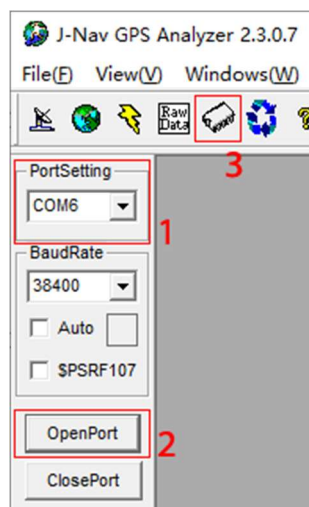 J-Nav GPS Analyzer 2.3.0.7
File(F) View(V) Windows(W)
Raw
Data
3
PortSetting
COM6
1
BaudRate
38400
Auto
$PSRF107
OpenPort
2
ClosePort